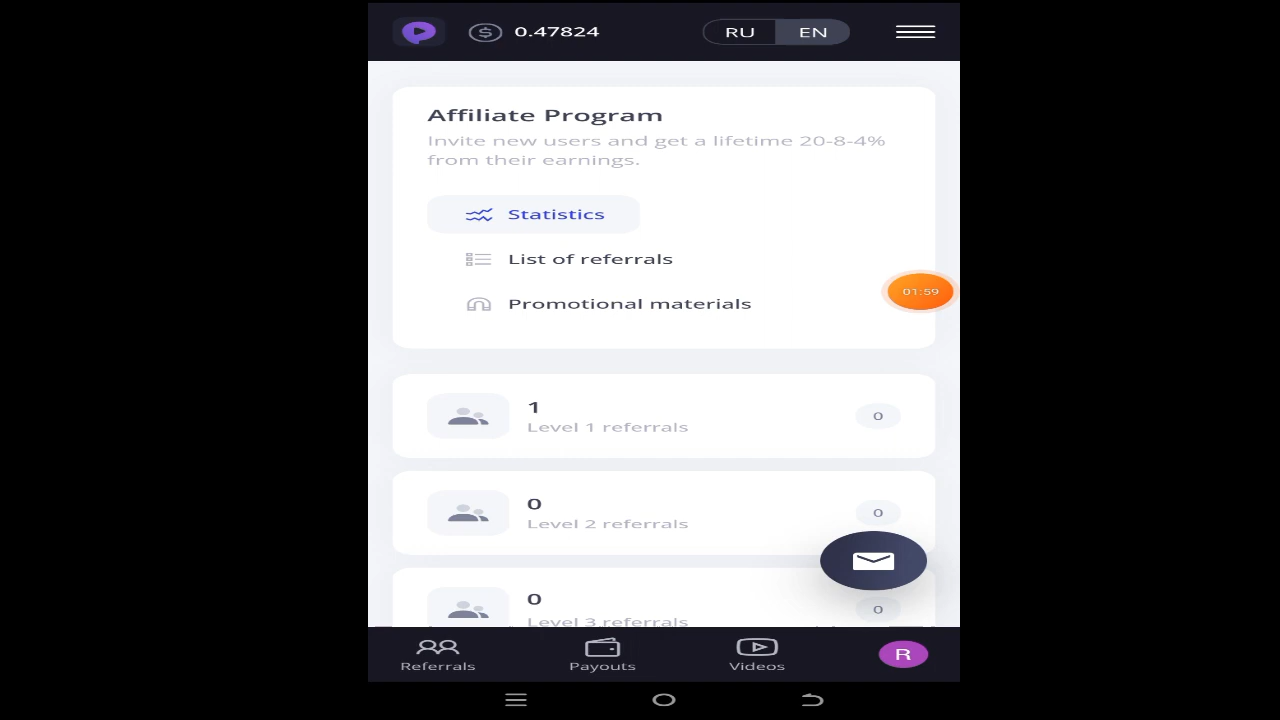 0.47824
RU EN
Affiliate Program
Invite new users and get a lifetime 20-8-4%
from their earnings.
Statistics
List of referrals
01:59
Promotional materials
1
Level 1 referrals
0
0
Level 2 referrals
0
0
Level 3 referrals
0
Referrals
Payouts
Videos
R